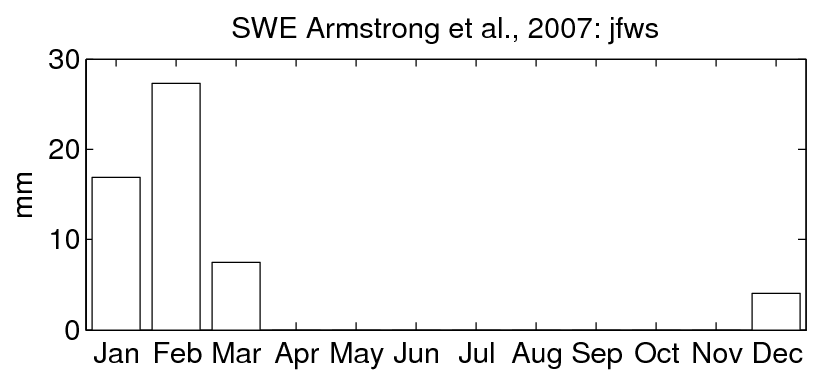 SWE Armstrong et al., 2007: jfws
30
20
10
0
mm
Jan Feb Mar Apr May Jun Jul Aug Sep Oct Nov Dec